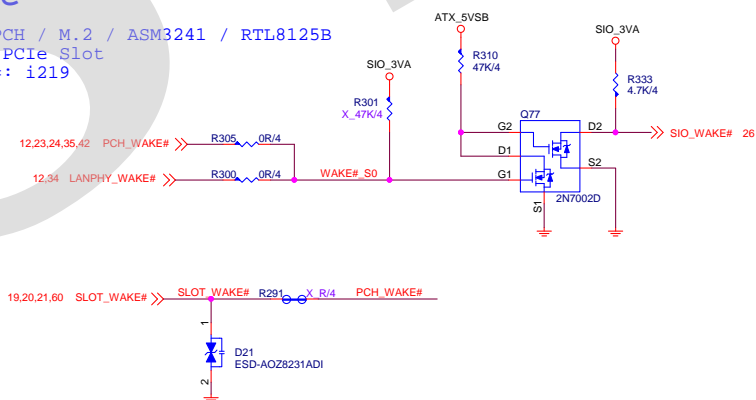 PCH / M.2 / ASM3241 / RTL8125B
PCIe Slot
: i219
ATX_5VSB
SIO_3VA
SIO_3VA
R310
47K/4
R333
4.7K/4
R301
X_47K/4
Q77
12,23,24,35,42 PCH_WAKE#
R305 0R/4
G2
D2
SIO_WAKE# 26
D1
S2
12,34 LANPHY_WAKE#
R300 0R/4
WAKE#_S0
G1
S1
2N7002D
19,20,21,60 SLOT_WAKE#
SLOT_WAKE#
R291 X_R/4
PCH_WAKE#
1
D21
ESD-AOZ8231ADI
2